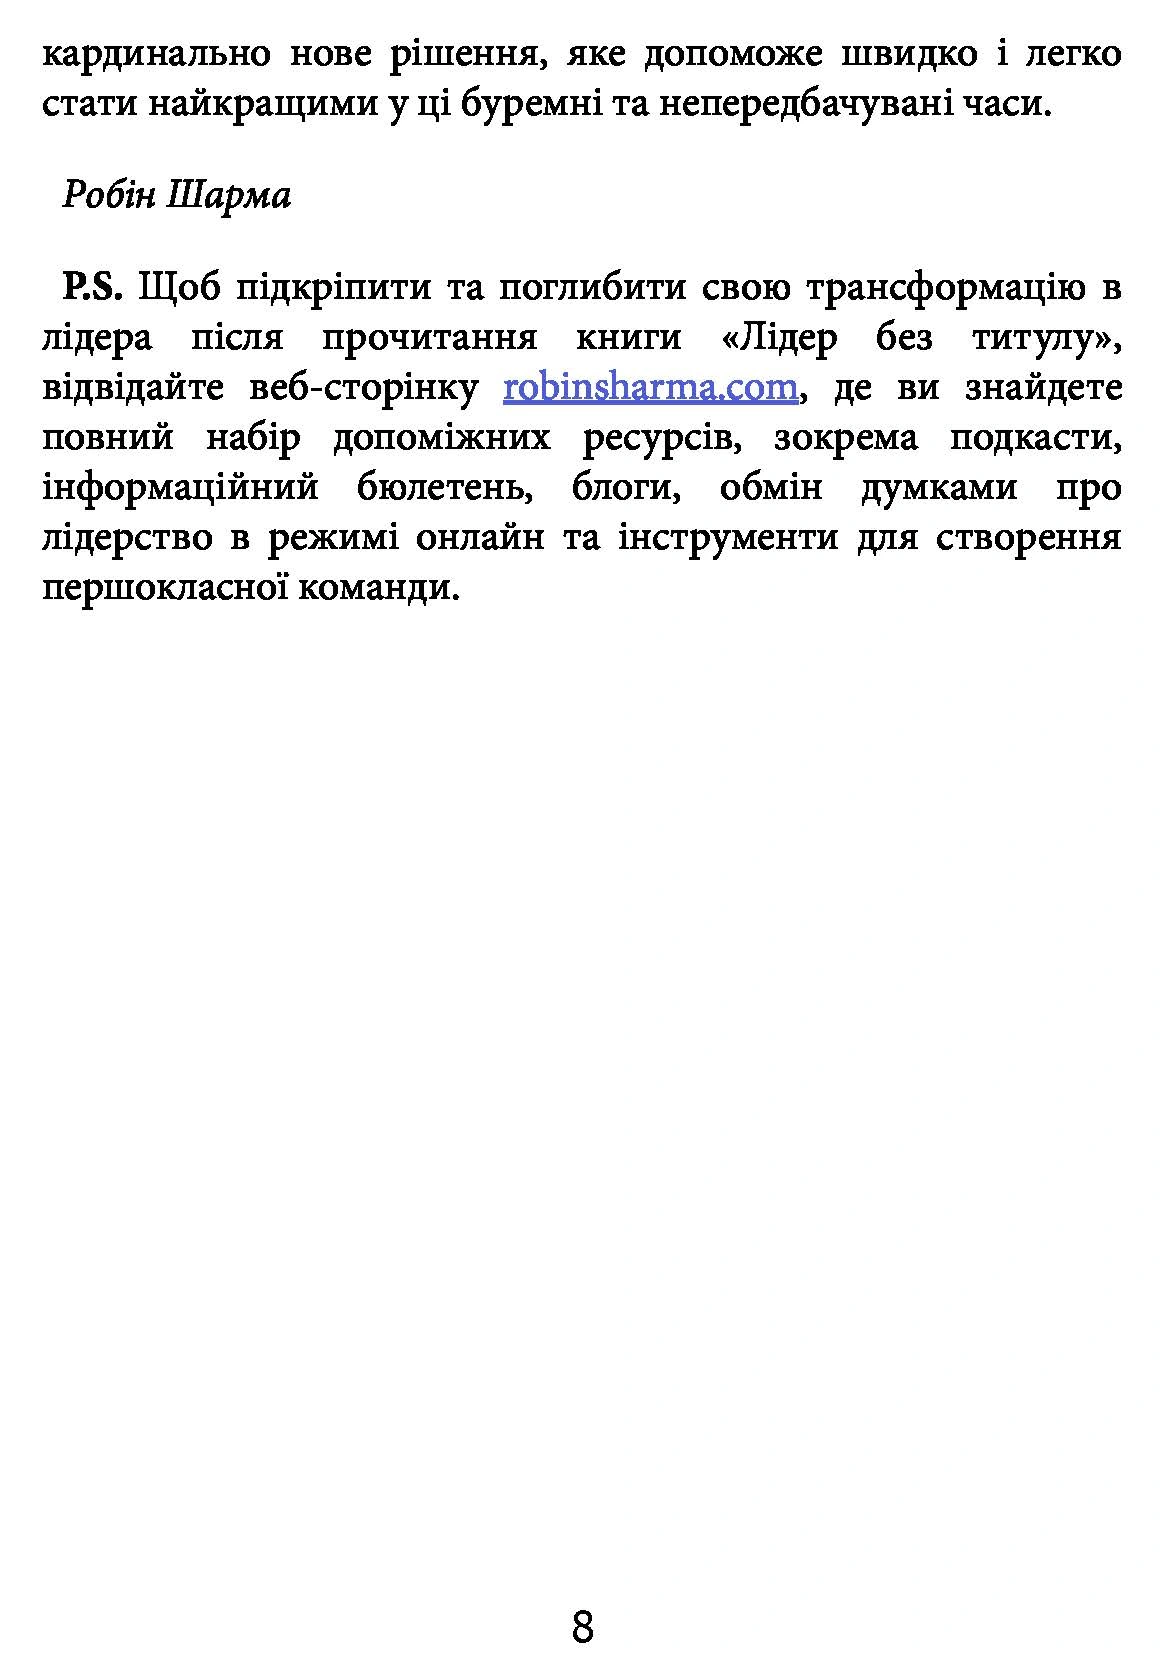 кардинально нове рішення, яке допоможе швидко і легко
стати найкращими у ці буремні та непередбачувані часи.
Робін Шарма
P.S. Щоб підкріпити та поглибити свою трансформацію в
лідера після прочитання книги «Лідер без титулу»,
відвідайте веб-сторінку robinsharma.com, де ви знайдете
повний набір допоміжних ресурсів, зокрема подкасти,
інформаційний бюлетень, блоги, обмін думками про
лідерство в режимі онлайн та інструменти для створення
першокласної команди.
8